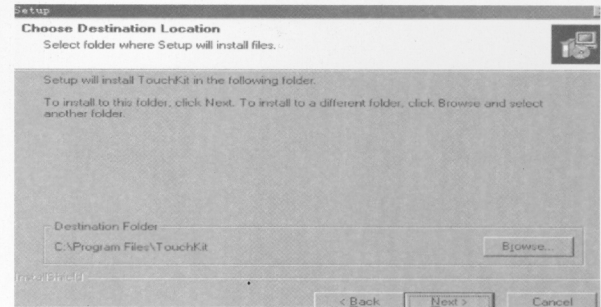 Setup
Choose Destination Location
Select folder where Setup will install files.
Setup will install TouchKit in the following folder.
To install to this folder, click Next. To install to a different folder, click Browse and select
another folder.
Destination Folder
C:\Program Files\TouchKit
Browse...
InstallShield
< Back
Next >
Cancel